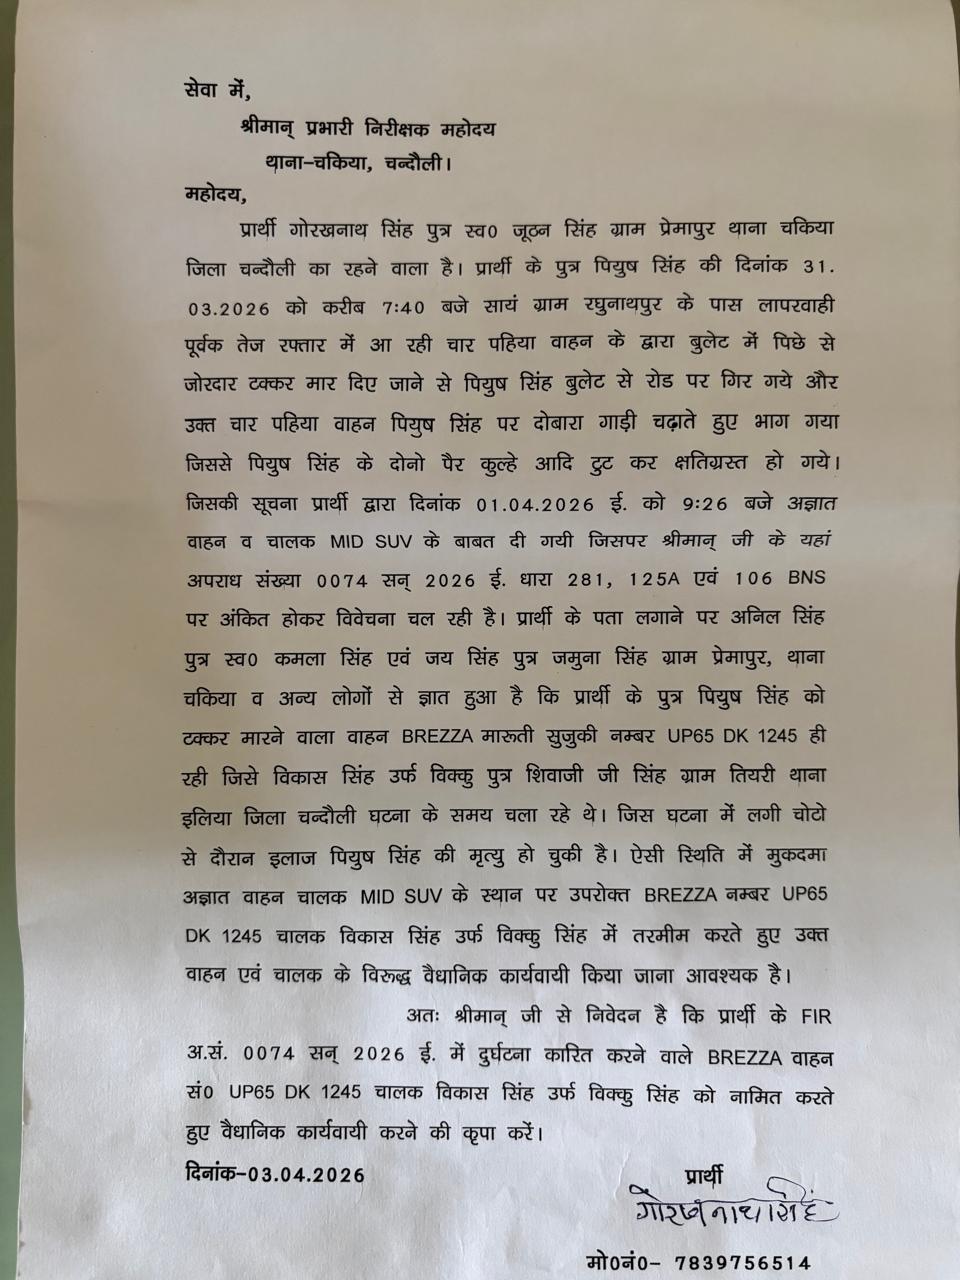 सेवा में,
श्रीमान् प्रभारी निरीक्षक महोदय
थाना-चकिया, चन्दौली।
महोदय,
प्रार्थी गोरखनाथ सिंह पुत्र स्व0 जूठन सिंह ग्राम प्रेमापुर थाना चकिया
जिला चन्दौली का रहने वाला है। प्रार्थी के पुत्र पियुष सिंह की दिनांक 31.
03.2026 को करीब 7:40 बजे सायं ग्राम रघुनाथपुर के पास लापरवाही
पूर्वक तेज रफ्तार में आ रही चार पहिया वाहन के द्वारा बुलेट में पिछे से
जोरदार टक्कर मार दिए जाने से पियुष सिंह बुलेट से रोड पर गिर गये और
उक्त चार पहिया वाहन पियुष सिंह पर दोबारा गाड़ी चढ़ाते हुए भाग गया
जिससे पियुष सिंह के दोनो पैर कुल्हे आदि टुट कर क्षतिग्रस्त हो गये।
जिसकी सूचना प्रार्थी द्वारा दिनांक 01.04.2026 ई. को 9:26 बजे अज्ञात
वाहन व चालक MID SUV के बाबत दी गयी जिसपर श्रीमान् जी के यहां
अपराध संख्या 0074 सन् 2026 ई. धारा 281, 125A एवं 106 BNS
पर अंकित होकर विवेचना चल रही है। प्रार्थी के पता लगाने पर अनिल सिंह
पुत्र स्व0 कमला सिंह एवं जय सिंह पुत्र जमुना सिंह ग्राम प्रेमापुर, थाना
चकिया व अन्य लोगों से ज्ञात हुआ है कि प्रार्थी के पुत्र पियुष सिंह को
टक्कर मारने वाला वाहन BREZZA मारूती सुजुकी नम्बर UP65 DK 1245 ही
रही जिसे विकास सिंह उर्फ विक्कु पुत्र शिवाजी जी सिंह ग्राम तियरी थाना
इलिया जिला चन्दौली घटना के समय चला रहे थे। जिस घटना में लगी चोटो
से दौरान इलाज पियुष सिंह की मृत्यु हो चुकी है। ऐसी स्थिति में मुकदमा
अज्ञात वाहन चालक MID SUV के स्थान पर उपरोक्त BREZZA नम्बर UP65
DK 1245 चालक विकास सिंह उर्फ विक्कु सिंह में तरमीम करते हुए उक्त
वाहन एवं चालक के विरूद्ध वैधानिक कार्यवायी किया जाना आवश्यक है।
अतः श्रीमान् जी से निवेदन है कि प्रार्थी के FIR
अ.सं. 0074 सन् 2026 ई. में दुर्घटना कारित करने वाले BREZZA वाहन
सं0 UP65 DK 1245 चालक विकास सिंह उर्फ विक्कु सिंह को नामित करते
हुए वैधानिक कार्यवायी करने की कृपा करें।
दिनांक-03.04.2026 प्रार्थी
गोरखनाथ सिंह
मो0नं0- 7839756514